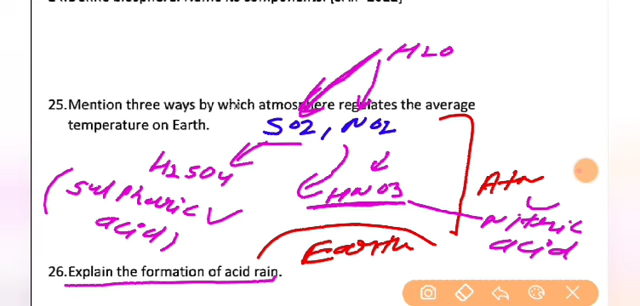 H2O
25.Mention three ways by which atmosphere regulates the average
temperature on Earth.
SO2, NO2
H2SO4
(sulphuric
acid)
HNO3
Atm
Nitric
acid
Earth
26.Explain the formation of acid rain.